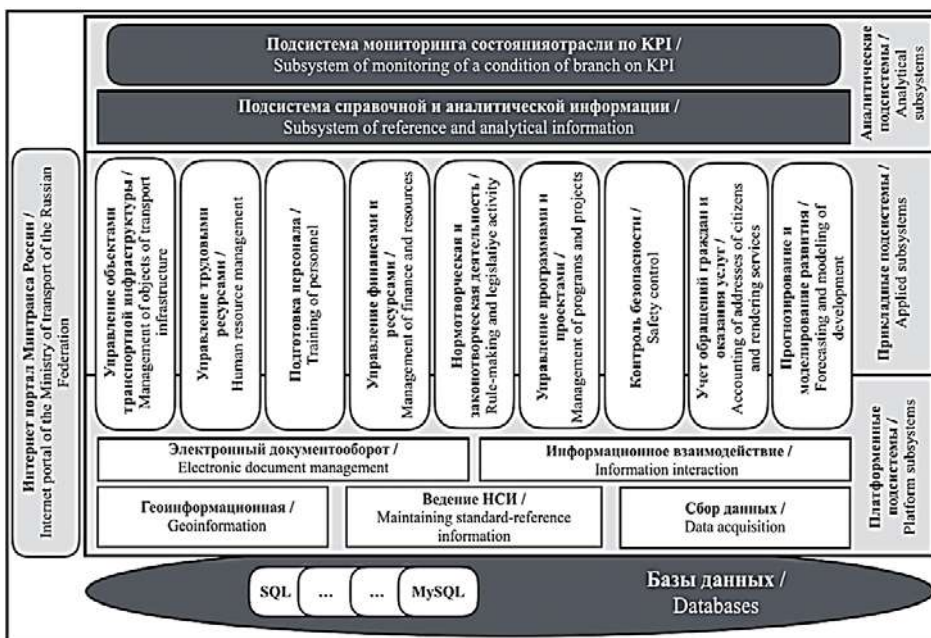 Подсистема мониторинга состоянияотрасли по KPI /
Subsystem of monitoring of a condition of branch on KPI
Подсистема справочной и аналитической информации /
Subsystem of reference and analytical information
Аналитические
подсистемы /
Analytical
subsystems
Интернет портал Минтранса России /
Internet portal of the Ministry of transport of the Russian
Federation
Управление объектами
транспортной инфраструктуры /
Management of objects of transport
infrastructure
Управление трудовыми
ресурсами /
Human resource management
Подготовка персонала /
Training of personnel
Управление финансами и
ресурсами /
Management of finance and resources
Нормотворческая и
законотворческая деятельность /
Rule-making and legislative activity
Управление программами и
проектами /
Management of programs and projects
Контроль безопасности /
Safety control
Учет обращений граждан и
оказания услуг /
Accounting of addresses of citizens
and rendering services
Прогнозирование и
моделирование развития /
Forecasting and modeling of
development
Прикладные подсистемы /
Applied subsystems
Электронный документооборот /
Electronic document management
Информационное взаимодействие /
Information interaction
Геоинформационная /
Geoinformation
Ведение НСИ /
Maintaining standard-reference
information
Сбор данных /
Data acquisition
Платформенные
подсистемы /
Platform subsystems
SQL
...
...
MySQL
Базы данных /
Databases